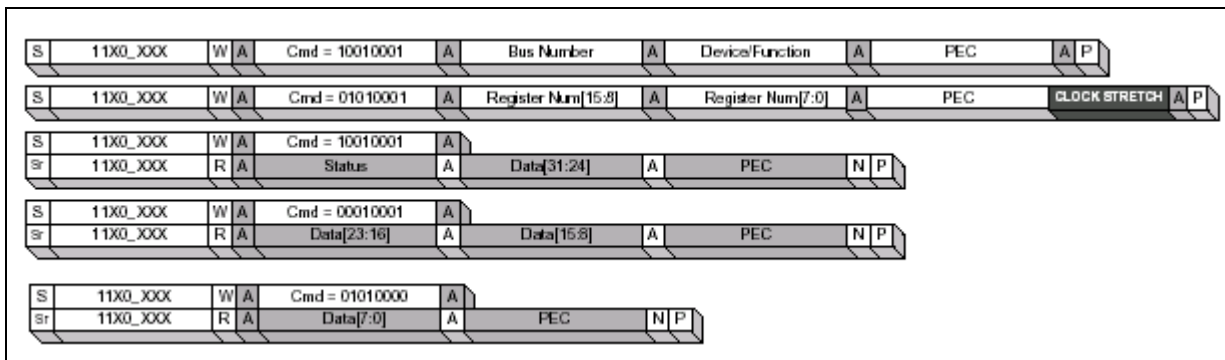 S 11X0_XXX W A Cmd = 10010001 A Bus Number A Device/Function A PEC A P
S 11X0_XXX W A Cmd = 01010001 A Register Num[15:8] A Register Num[7:0] A PEC CLOCK STRETCH A P
S 11X0_XXX W A Cmd = 10010001 A
Sr 11X0_XXX R A Status A Data[31:24] A PEC N P
S 11X0_XXX W A Cmd = 00010001 A
Sr 11X0_XXX R A Data[23:16] A Data[15:8] A PEC N P
S 11X0_XXX W A Cmd = 01010000 A
Sr 11X0_XXX R A Data[7:0] A PEC N P